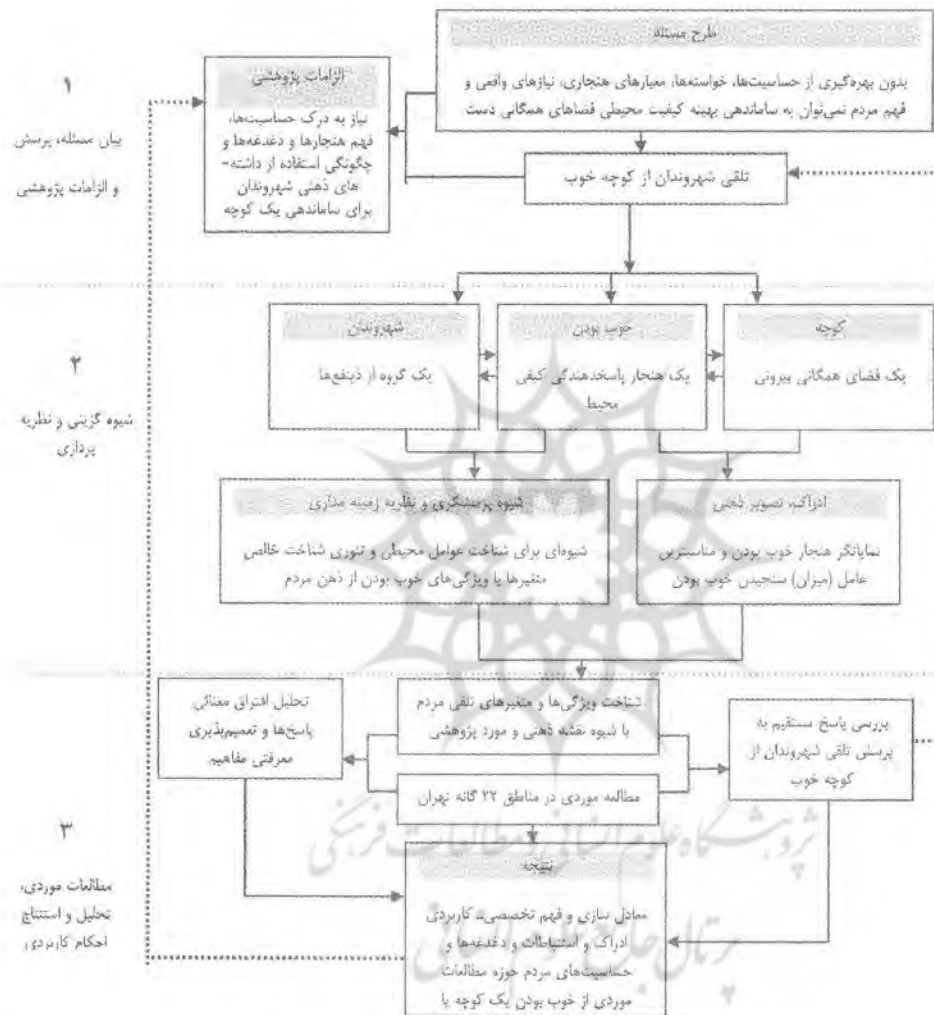 طرح مسئله
بدون بهره‌گیری از حساسیت‌ها، خواسته‌ها، معیارهای هنجاری، نیازهای واقعی و
فهم مردم نمی‌توان به ساماندهی بهینه کیفیت محیطی فضاهای همگانی دست
الزامات پژوهشی
نیاز به درک حساسیت‌ها،
فهم هنجارها و دغدغه‌ها و
چگونگی استفاده از داشته-
های ذهنی شهروندان
برای ساماندهی یک کوچه
تلقی شهروندان از کوچه خوب
۱
بیان مسئله، پرسش
و الزامات پژوهشی
کوچه
یک فضای همگانی بیرونی
خوب بودن
یک هنجار پاسخدهندگی کیفی
محیط
شهروندان
یک گروه از ذینفع‌ها
۲
شیوه گزینی و نظریه
پردازی
ادراک، تصویر ذهنی
نمایانگر هنجار خوب بودن و مناسبترین
عامل (میزان) سنجیدن خوب بودن
شیوه پرسشگری و نظریه زمینه مداری
شیوه‌ای برای شناخت عوامل محیطی و تئوری شناخت خالص
متغیرها یا ویژگی‌های خوب بودن از ذهن مردم
شناخت ویژگی‌ها و متغیرهای تلقی مردم
با شیوه نقشه ذهنی و مورد پژوهشی
بررسی پاسخ مستقیم به
پرسش تلقی شهروندان از
کوچه خوب
تحلیل افتراق معنائی
پاسخ‌ها و تعمیم‌پذیری
معرفتی مفاهیم
مطالعه موردی در مناطق ۲۲ گانه تهران
۳
مطالعات موردی،
تحلیل و استنتاج
احکام کاربردی
نتیجه
معادل سازی و فهم تخصصی، کاربردی
ادراک و استنباطات و دغدغه‌ها و
حساسیت‌های مردم حوزه مطالعات
موردی از خوب بودن یک کوچه یا
پژوهشگاه علوم انسانی و مطالعات فرهنگی
پرتال جامع علوم انسانی